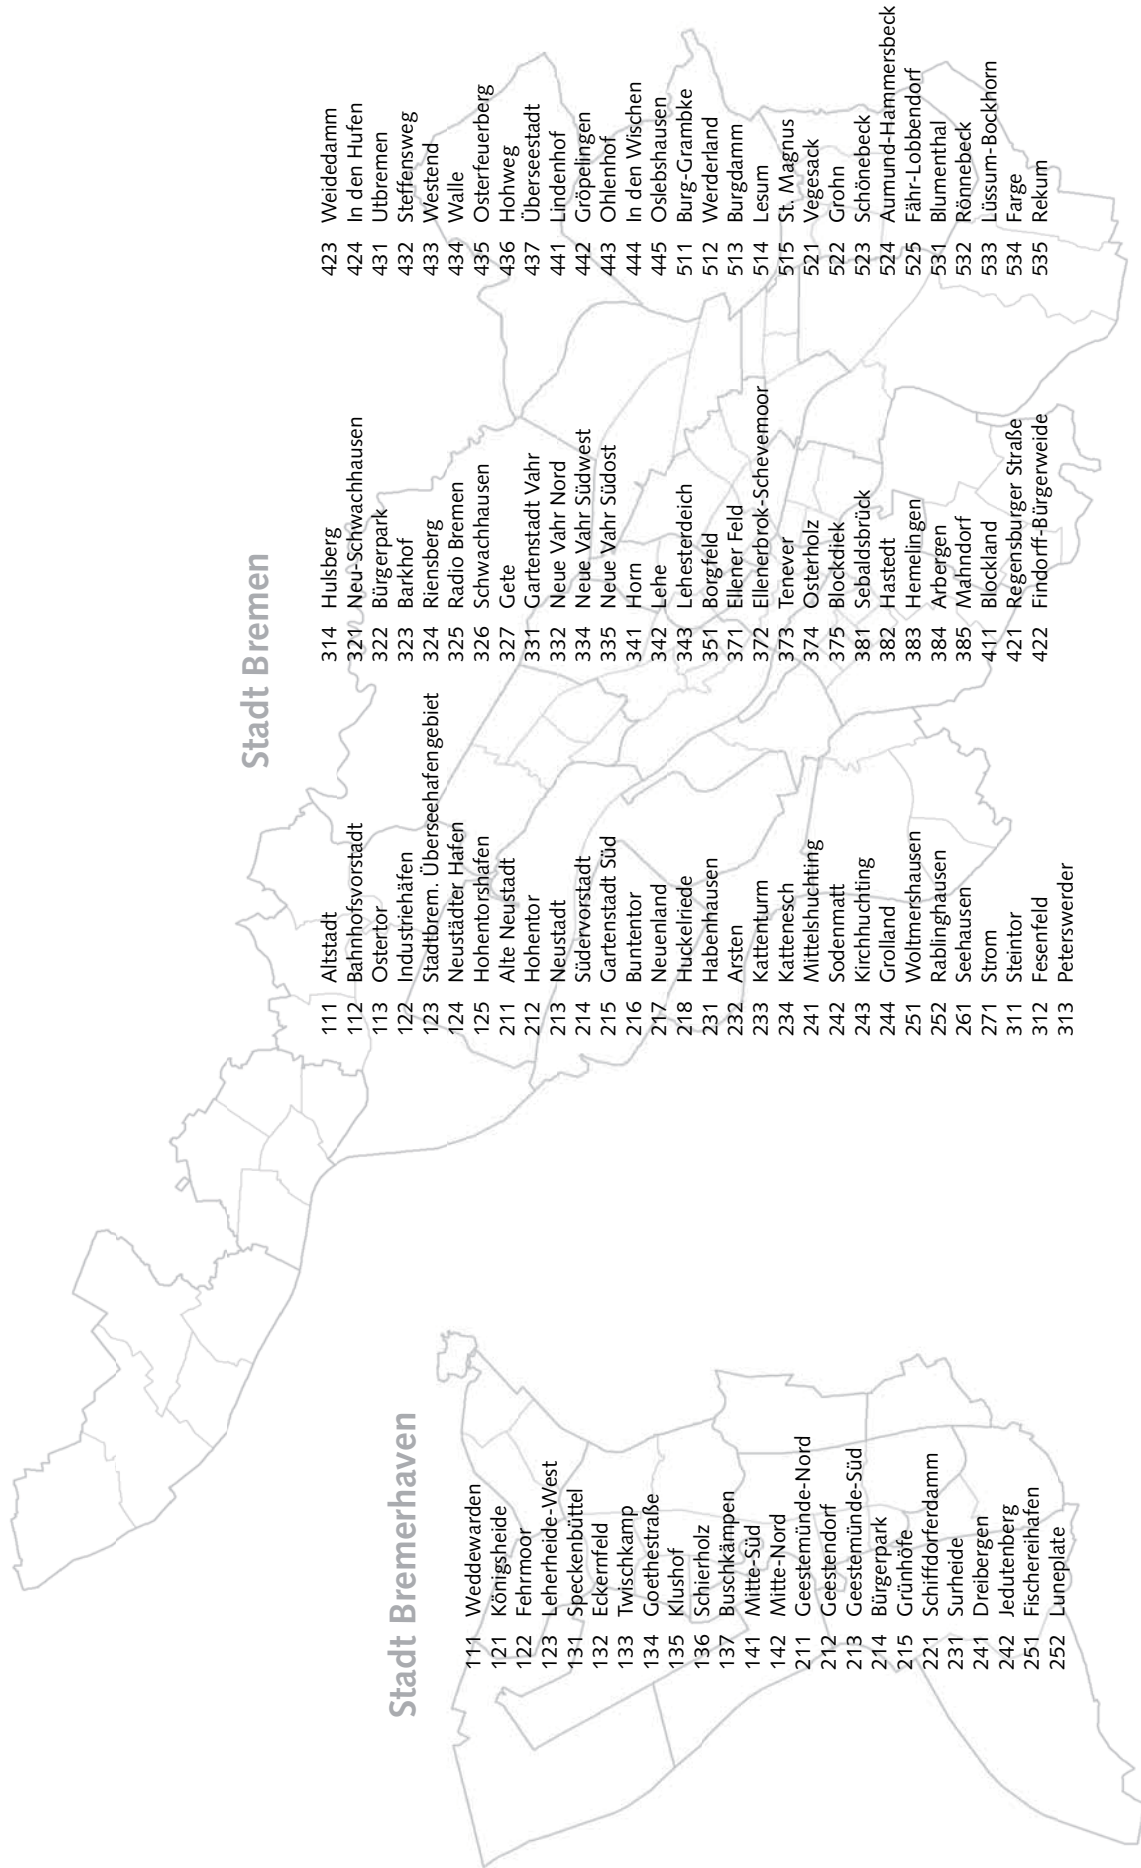 Stadt Bremerhaven
111 Weddewarden
121 Königsheide
122 Fehrmoor
123 Leherheide-West
131 Speckenbüttel
132 Eckernfeld
133 Twischkamp
134 Goethestraße
135 Klushof
136 Schierholz
137 Buschkämpen
141 Mitte-Süd
142 Mitte-Nord
211 Geestemünde-Nord
212 Geestendorf
213 Geestemünde-Süd
214 Bürgerpark
215 Grünhöfe
221 Schiffdorferdamm
231 Surheide
241 Dreibergen
242 Jedutenberg
251 Fischereihafen
252 Luneplate
Stadt Bremen
111 Altstadt
112 Bahnhofsvorstadt
113 Ostertor
122 Industriehäfen
123 Stadtbrem. Überseehafengebiet
124 Neustädter Hafen
125 Hohentorshafen
211 Alte Neustadt
212 Hohentor
213 Neustadt
214 Südervorstadt
215 Gartenstadt Süd
216 Buntentor
217 Neuenland
218 Huckelriede
231 Habenhausen
232 Arsten
233 Kattenturm
234 Kattenesch
241 Mittelshuchting
242 Sodenmatt
243 Kirchhuchting
244 Grolland
251 Woltmershausen
252 Rablinghausen
261 Seehausen
271 Strom
311 Steintor
312 Fesenfeld
313 Peterswerder
314 Hulsberg
321 Neu-Schwachhausen
322 Bürgerpark
323 Barkhof
324 Riensberg
325 Radio Bremen
326 Schwachhausen
327 Gete
331 Gartenstadt Vahr
332 Neue Vahr Nord
334 Neue Vahr Südwest
335 Neue Vahr Südost
341 Horn
342 Lehe
343 Lehesterdeich
351 Borgfeld
371 Ellener Feld
372 Ellenerbrok-Schevemoor
373 Tenever
374 Osterholz
375 Blockdiek
381 Sebaldsbrück
382 Hastedt
383 Hemelingen
384 Arbergen
385 Mahndorf
411 Blockland
421 Regensburger Straße
422 Findorff-Bürgerweide
423 Weidedamm
424 In den Hufen
431 Utbremen
432 Steffensweg
433 Westend
434 Walle
435 Osterfeuerberg
436 Hohweg
437 Überseestadt
441 Lindenhof
442 Gröpelingen
443 Ohlenhof
444 In den Wischen
445 Oslebshausen
511 Burg-Grambke
512 Werderland
513 Burgdamm
514 Lesum
515 St. Magnus
521 Vegesack
522 Grohn
523 Schönebeck
524 Aumund-Hammersbeck
525 Fähr-Lobbendorf
531 Blumenthal
532 Rönnebeck
533 Lüssum-Bockhorn
534 Farge
535 Rekum